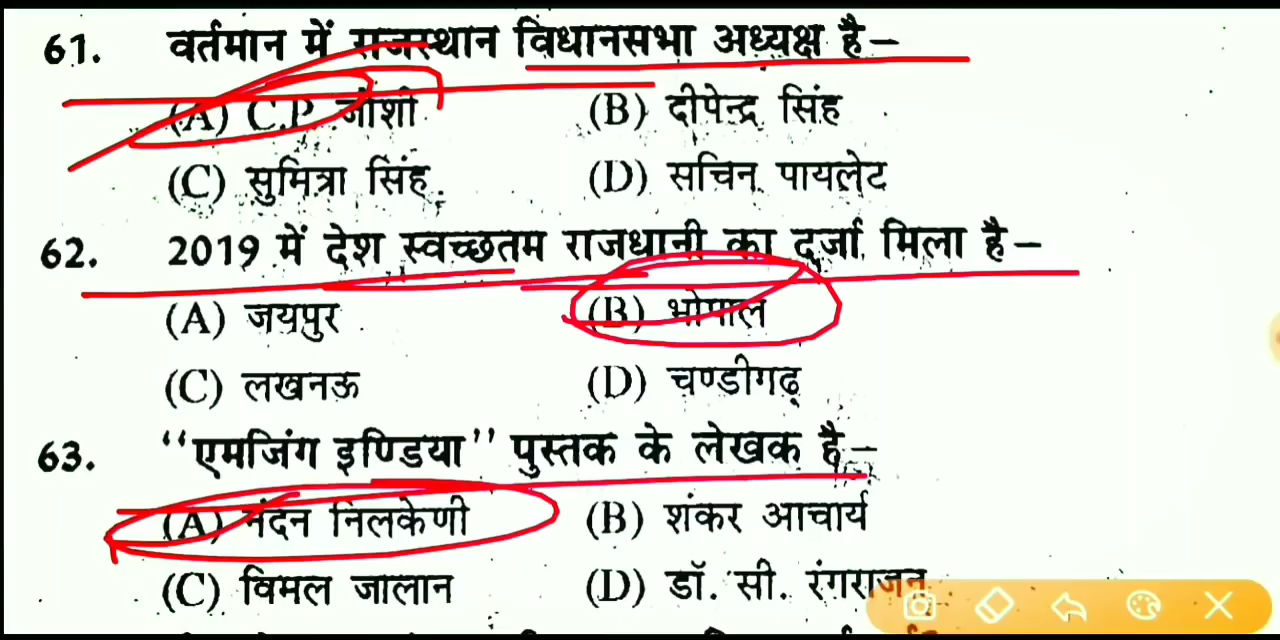 61. वर्तमान में राजस्थान विधानसभा अध्यक्ष है–
(A) C.P. जोशी (B) दीपेन्द्र सिंह
(C) सुमित्रा सिंह (D) सचिन पायलेट
62. 2019 में देश स्वच्छतम राजधानी का दर्जा मिला है–
(A) जयपुर (B) भोपाल
(C) लखनऊ (D) चण्डीगढ़
63. “एमजिंग इण्डिया” पुस्तक के लेखक है–
(A) नंदन निलकेणी (B) शंकर आचार्य
(C) विमल जालान (D) डॉ. सी. रंगराजन